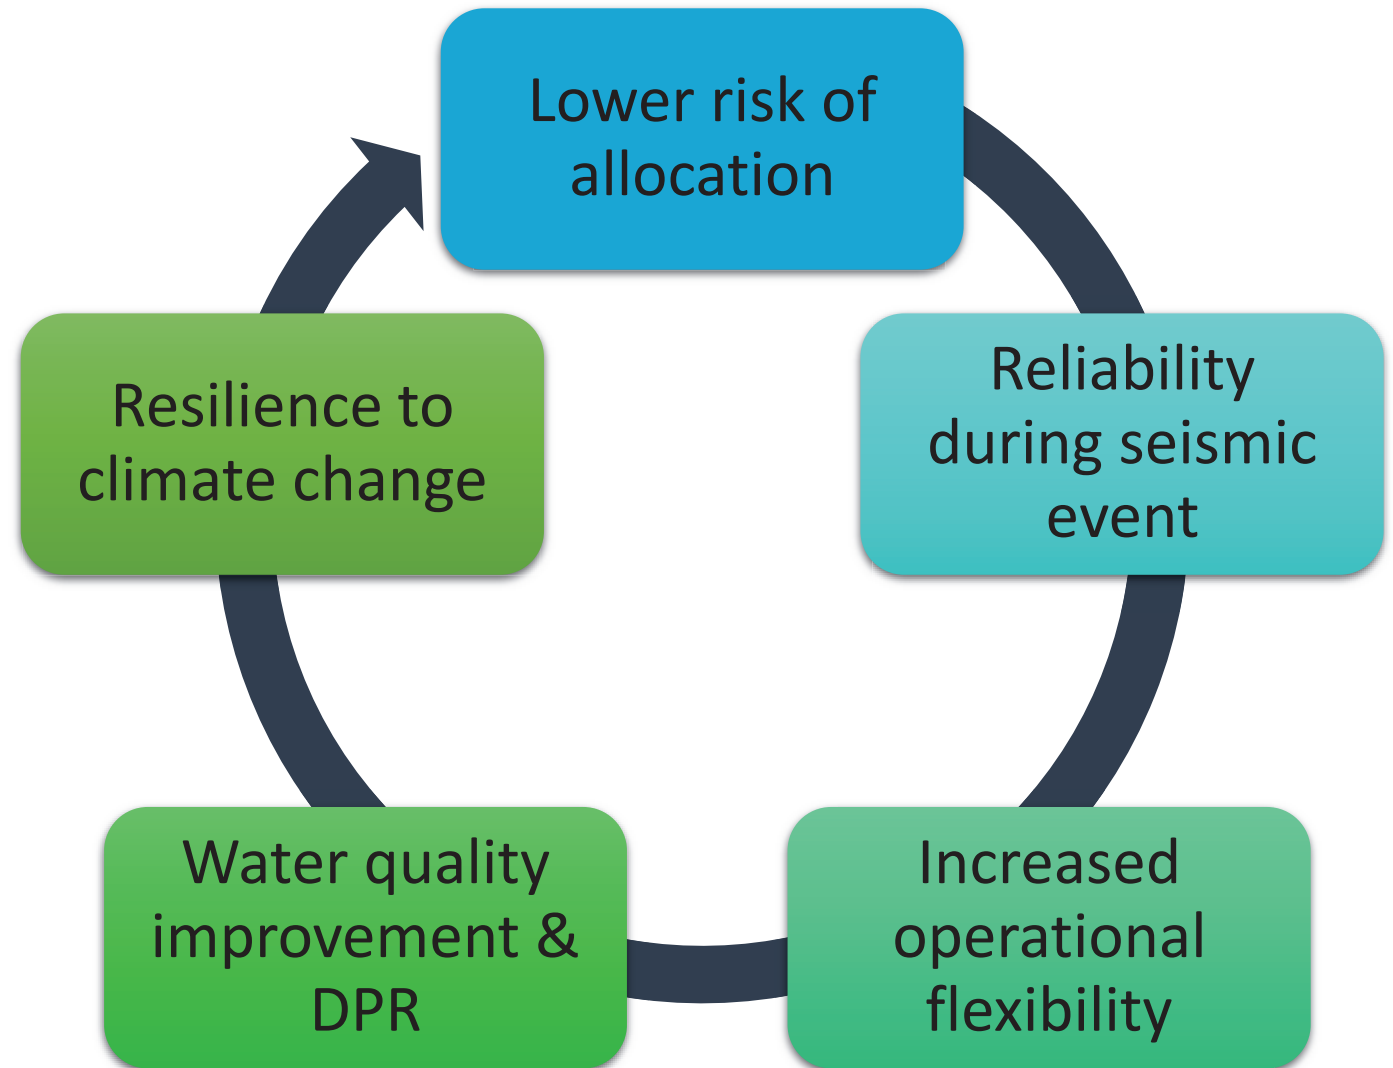 Lower risk of
allocation
Reliability
during seismic
event
Increased
operational
flexibility
Water quality
improvement &
DPR
Resilience to
climate change